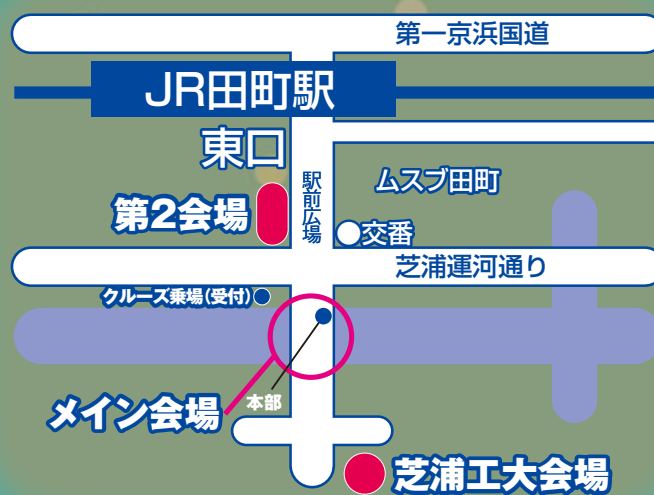 第一京浜国道
JR田町駅
東口
駅前広場
ムスブ田町
第2会場
交番
芝浦運河通り
クルーズ乗場(受付)
メイン会場
本部
芝浦工大会場